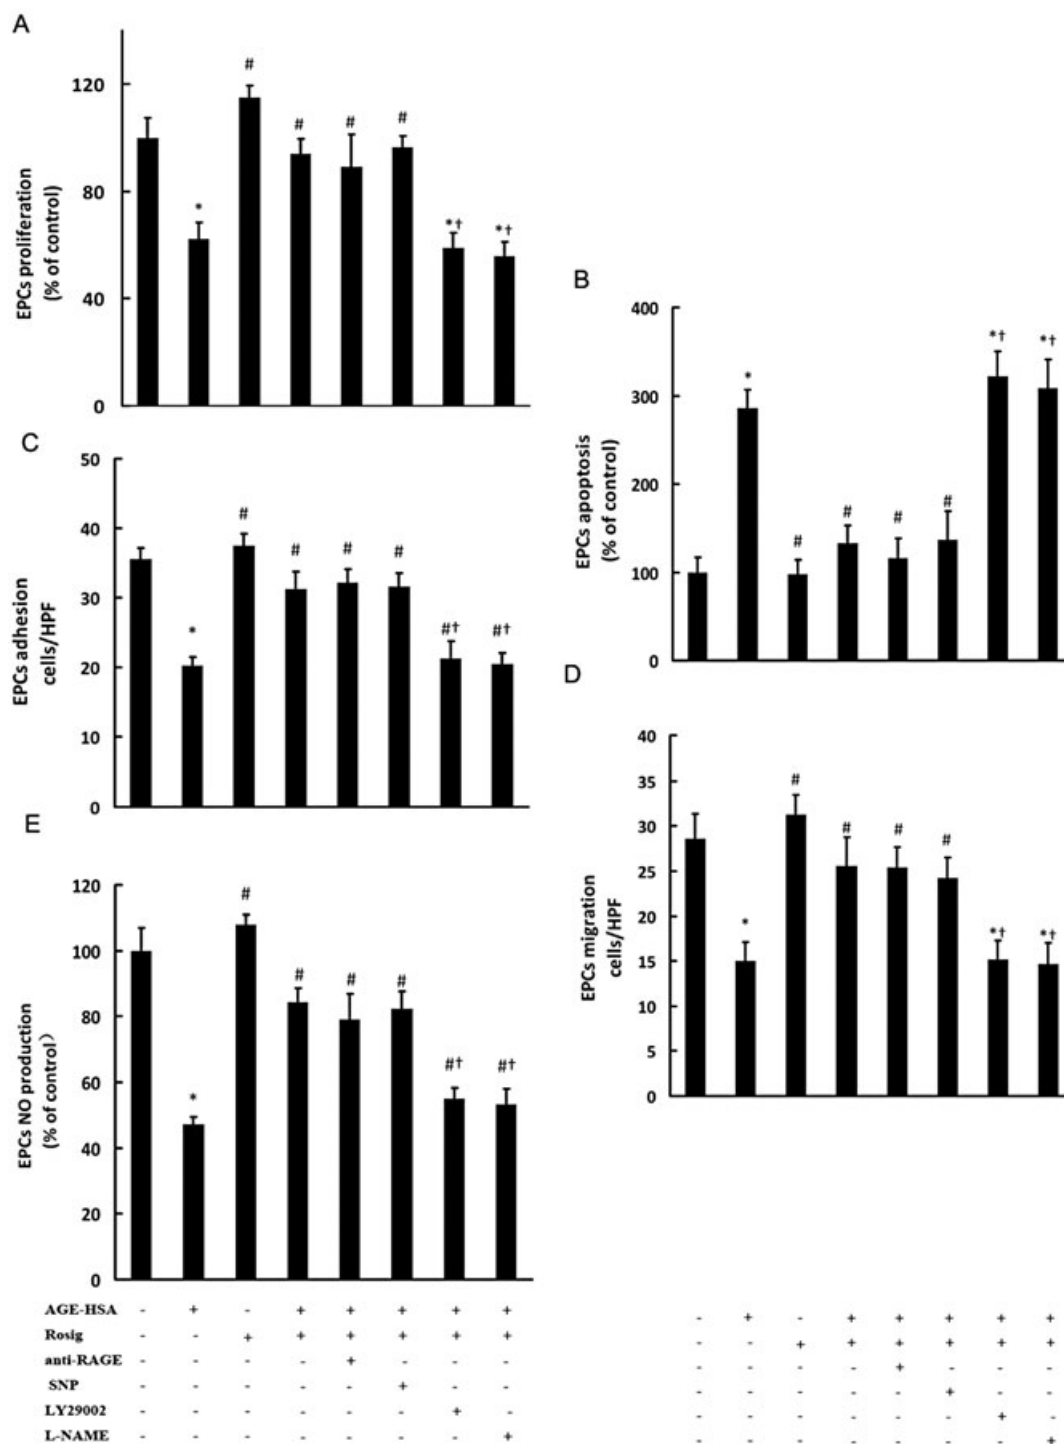 A
EPCs proliferation
(% of control)
120
80
40
0
#
#
#
#
*
*†
*†
B
EPCs apoptosis
(% of control)
400
300
200
100
0
*
#
#
#
#
*†
*†
C
EPCs adhesion
cells/HPF
50
40
30
20
10
0
*
#
#
#
#
#†
#†
D
EPCs migration
cells/HPF
40
35
30
25
20
15
10
5
0
*
#
#
#
#
*†
*†
E
EPCs NO production
(% of control)
120
100
80
60
40
20
0
*
#
#
#
#
#†
#†
AGE-HSA - + - + + + + +
Rosig - - + + + + + +
anti-RAGE - - - - + - - -
SNP - - - - - + - -
LY29002 - - - - - - + -
L-NAME - - - - - - - +
- + - + + + + +
- - + + + + + +
- - - - + - - -
- - - - - + - -
- - - - - - + -
- - - - - - - +